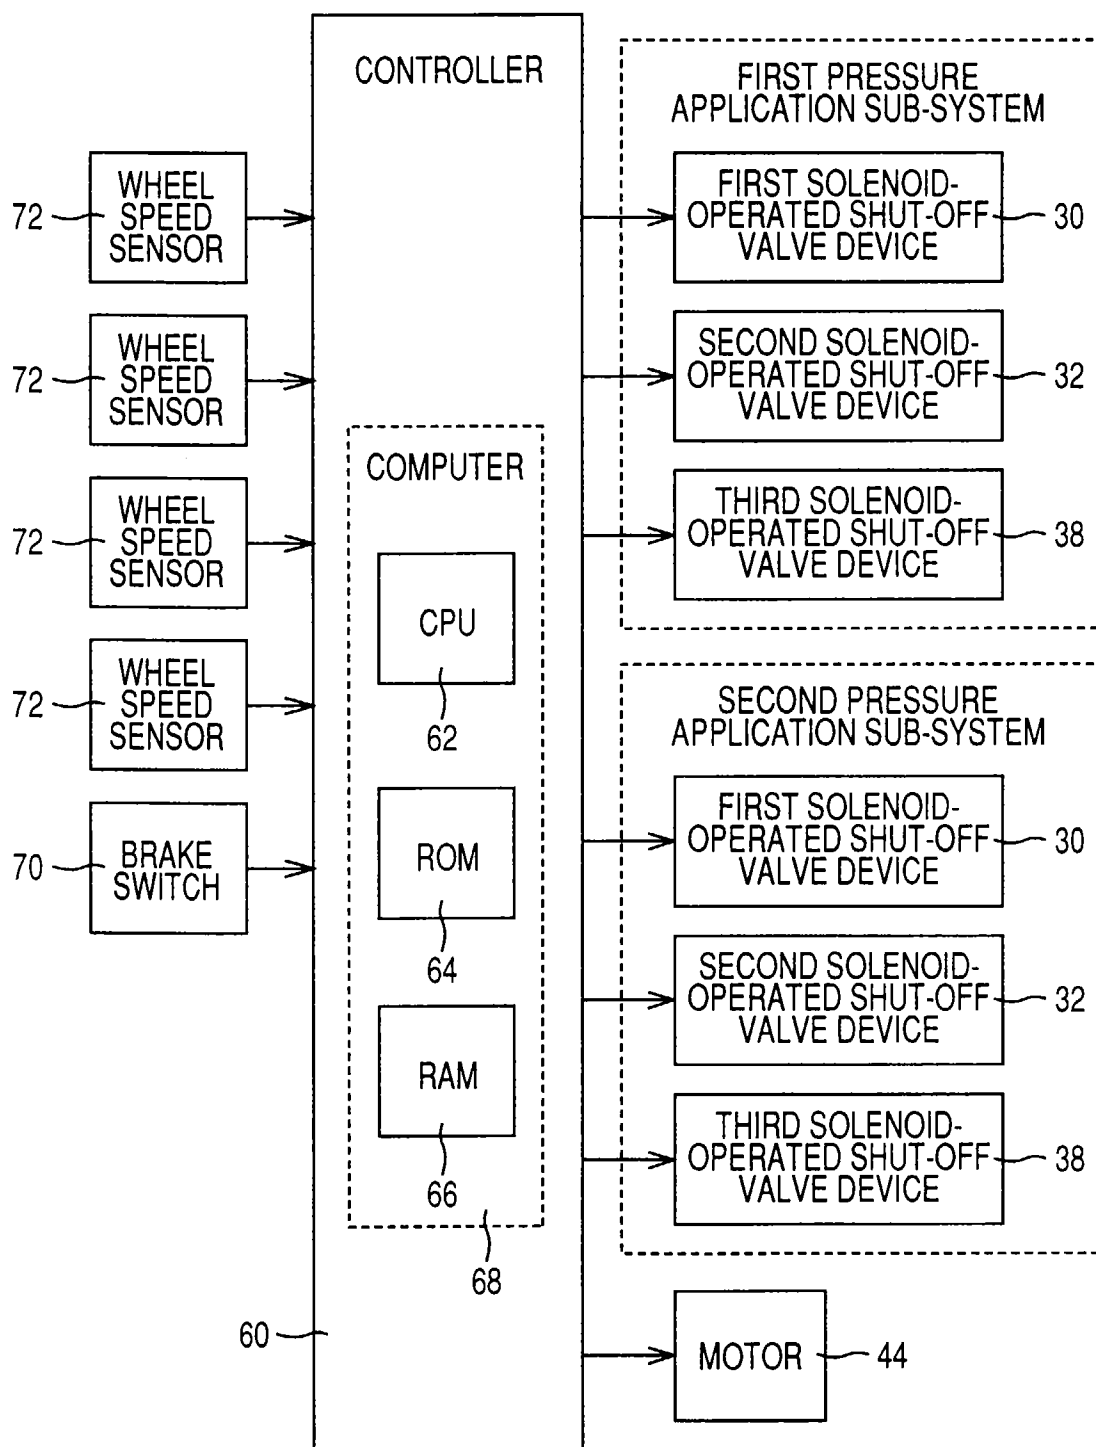 CONTROLLER
WHEEL
SPEED
SENSOR
72
WHEEL
SPEED
SENSOR
72
WHEEL
SPEED
SENSOR
72
WHEEL
SPEED
SENSOR
72
BRAKE
SWITCH
70
COMPUTER
CPU
62
ROM
64
RAM
66
68
60
FIRST PRESSURE
APPLICATION SUB-SYSTEM
FIRST SOLENOID-
OPERATED SHUT-OFF
VALVE DEVICE
30
SECOND SOLENOID-
OPERATED SHUT-OFF
VALVE DEVICE
32
THIRD SOLENOID-
OPERATED SHUT-OFF
VALVE DEVICE
38
SECOND PRESSURE
APPLICATION SUB-SYSTEM
FIRST SOLENOID-
OPERATED SHUT-OFF
VALVE DEVICE
30
SECOND SOLENOID-
OPERATED SHUT-OFF
VALVE DEVICE
32
THIRD SOLENOID-
OPERATED SHUT-OFF
VALVE DEVICE
38
MOTOR
44